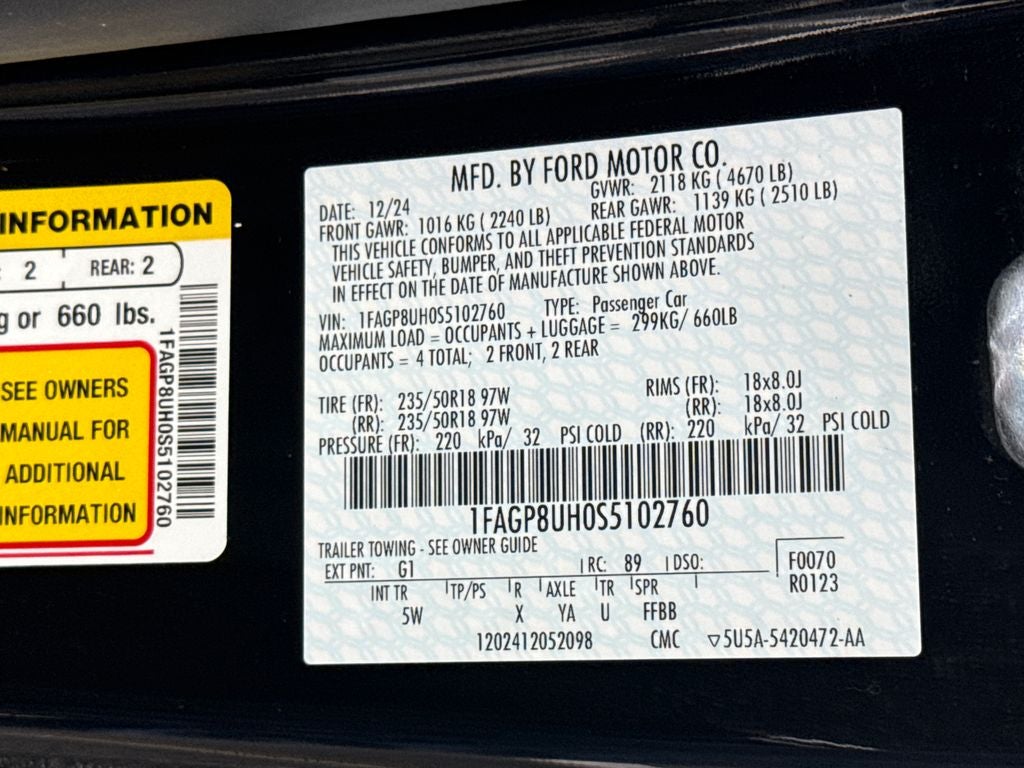 INFORMATION
: 2 REAR: 2
g or 660 lbs.
SEE OWNERS
MANUAL FOR
ADDITIONAL
INFORMATION
1FAGP8UH0S5102760
MFD. BY FORD MOTOR CO.
DATE: 12/24 GVWR: 2118 KG ( 4670 LB)
FRONT GAWR: 1016 KG ( 2240 LB) REAR GAWR: 1139 KG ( 2510 LB)
THIS VEHICLE CONFORMS TO ALL APPLICABLE FEDERAL MOTOR
VEHICLE SAFETY, BUMPER, AND THEFT PREVENTION STANDARDS
IN EFFECT ON THE DATE OF MANUFACTURE SHOWN ABOVE.
VIN: 1FAGP8UH0S5102760 TYPE: Passenger Car
MAXIMUM LOAD = OCCUPANTS + LUGGAGE = 299KG/ 660LB
OCCUPANTS = 4 TOTAL; 2 FRONT, 2 REAR
TIRE (FR): 235/50R18 97W RIMS (FR): 18x8.0J
(RR): 235/50R18 97W (RR): 18x8.0J
PRESSURE (FR): 220 kPa/ 32 PSI COLD (RR): 220 kPa/ 32 PSI COLD
1FAGP8UH0S5102760
TRAILER TOWING - SEE OWNER GUIDE
EXT PNT: G1 RC: 89 DSO: F0070
R0123
INT TR TP/PS R AXLE TR SPR
5W X YA U FFBB
1202412052098 CMC ▽5U5A-5420472-AA